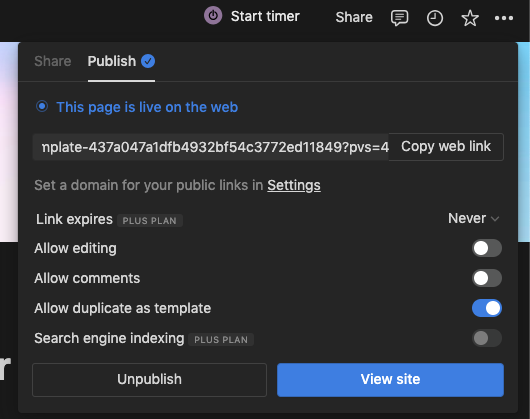 Start timer Share
Share Publish
This page is live on the web
mplate-437a047a1dfb4932bf54c3772ed11849?pvs=4 Copy web link
Set a domain for your public links in Settings
Link expires PLUS PLAN Never
Allow editing
Allow comments
Allow duplicate as template
Search engine indexing PLUS PLAN
r
Unpublish View site